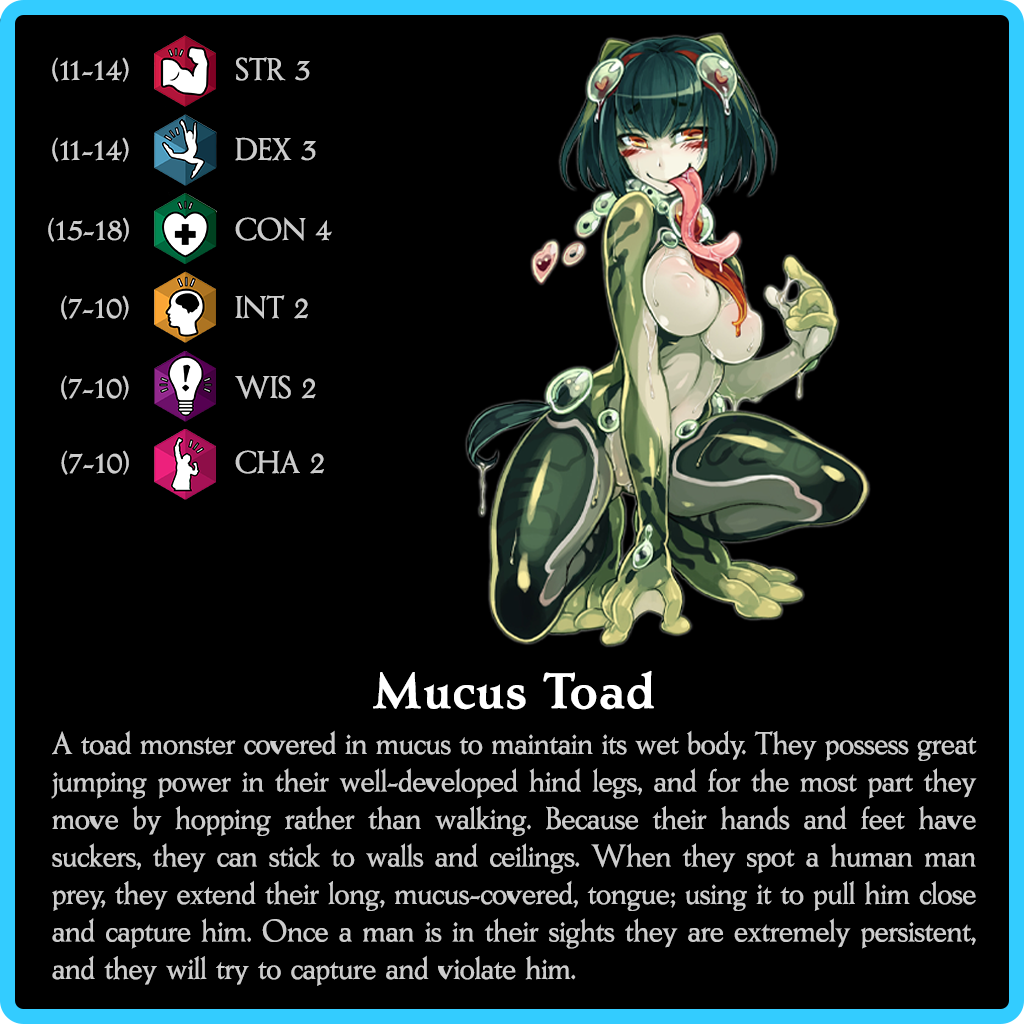 (11-14) STR 3
(11-14) DEX 3
(15-18) CON 4
(7-10) INT 2
(7-10) WIS 2
(7-10) CHA 2
Mucus Toad
A toad monster covered in mucus to maintain its wet body. They possess great
jumping power in their well-developed hind legs, and for the most part they
move by hopping rather than walking. Because their hands and feet have
suckers, they can stick to walls and ceilings. When they spot a human man
prey, they extend their long, mucus-covered, tongue; using it to pull him close
and capture him. Once a man is in their sights they are extremely persistent,
and they will try to capture and violate him.